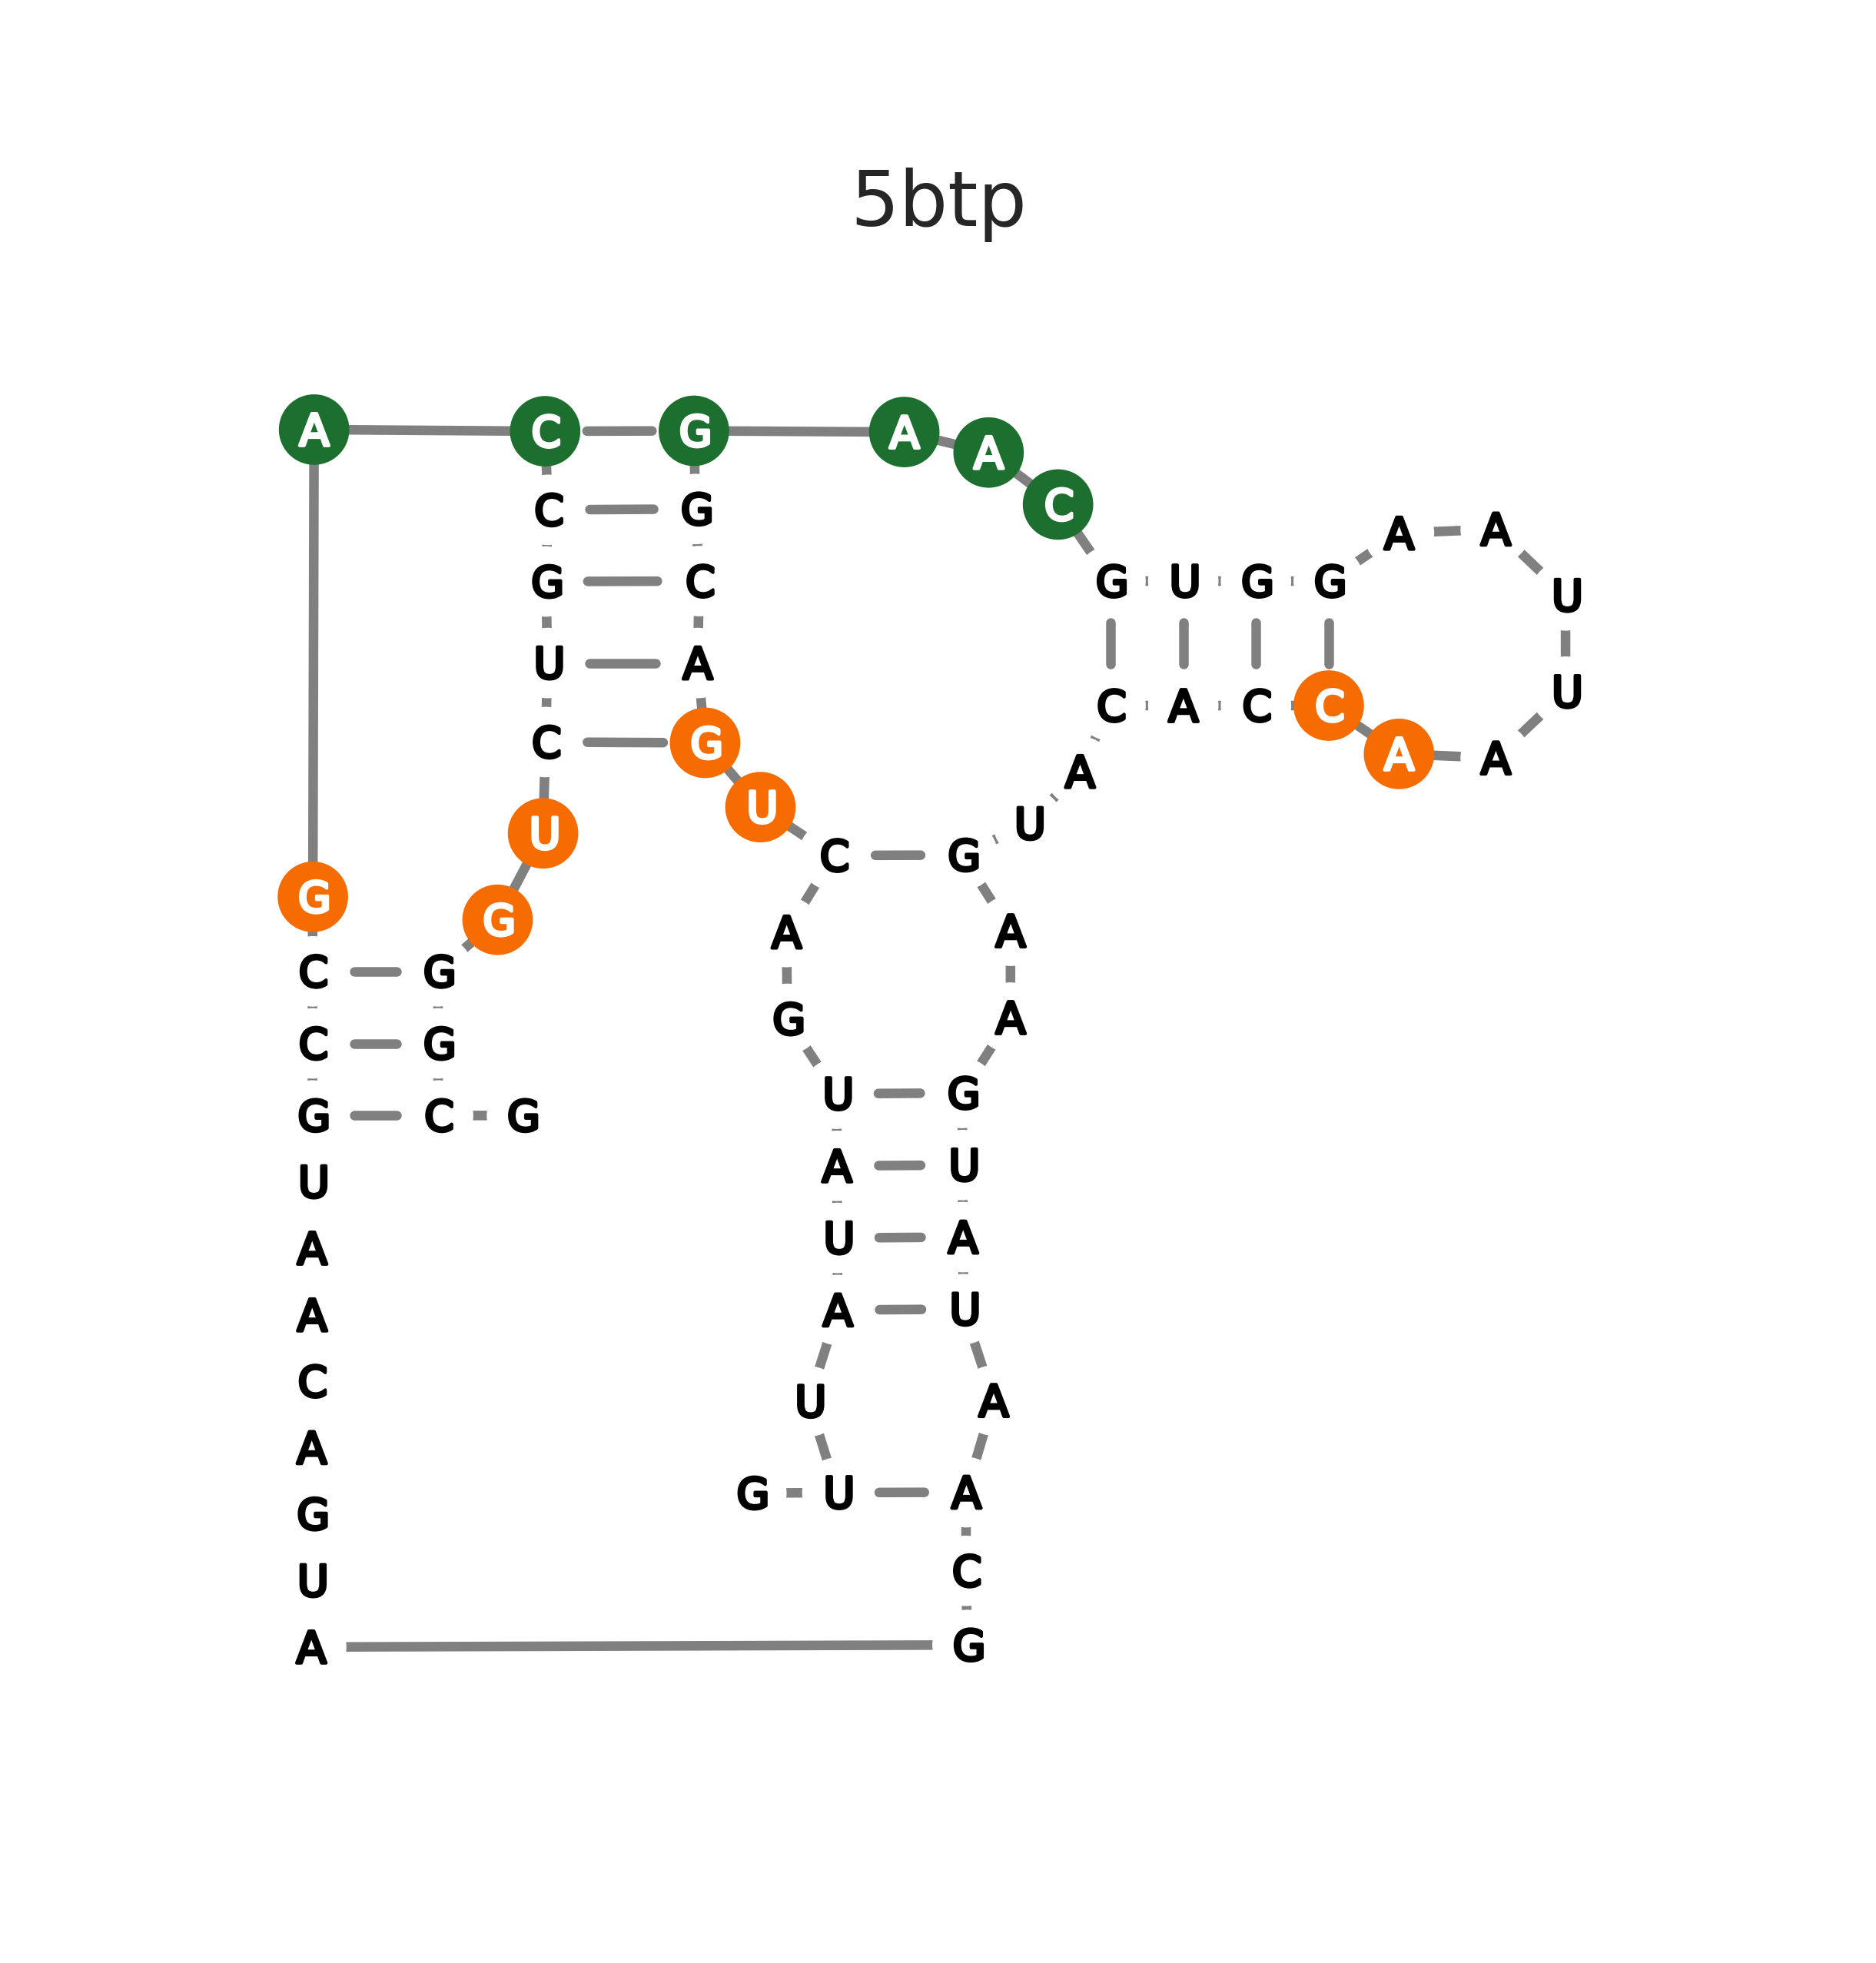 5btp
A C G A A C
C G A A
G C G U G G U
U A
C G C A C C U
A A
U U U
G C G
G A A
C G G A
C G
G C G U G
U A U
A U A
A A U
C U A
A
G G U A
U C
A G